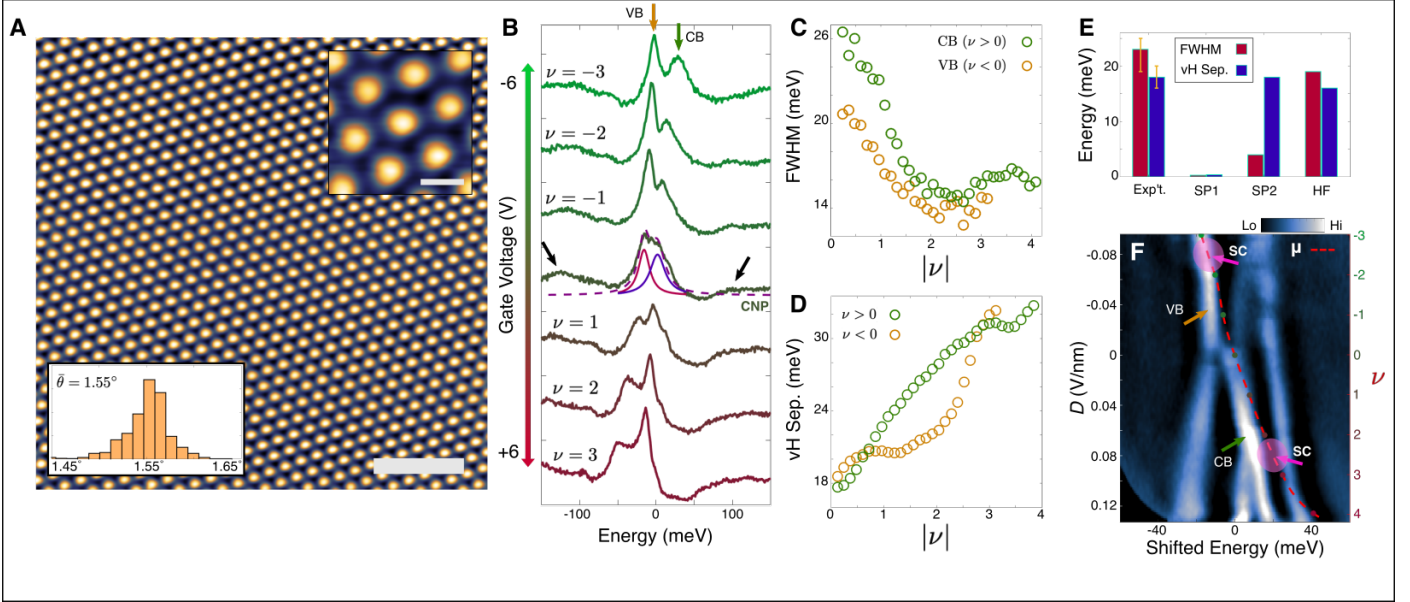 A
θ̄ = 1.55°
1.45°
1.55°
1.65°
B
VB
CB
-6
Gate Voltage (V)
+6
ν = −3
ν = −2
ν = −1
CNP
ν = 1
ν = 2
ν = 3
-100
0
100
Energy (meV)
C
CB (ν > 0)
VB (ν < 0)
26
20
14
FWHM (meV)
0
1
2
3
4
|ν|
D
ν > 0
ν < 0
30
24
18
vH Sep. (meV)
0
1
2
3
4
|ν|
E
FWHM
vH Sep.
20
10
0
Energy (meV)
Exp't.
SP1
SP2
HF
Lo
Hi
F
SC
μ
VB
CB
SC
-0.08
-0.04
0
0.04
0.08
0.12
D (V/nm)
-3
-2
-1
0
1
2
3
4
ν
-40
0
40
Shifted Energy (meV)